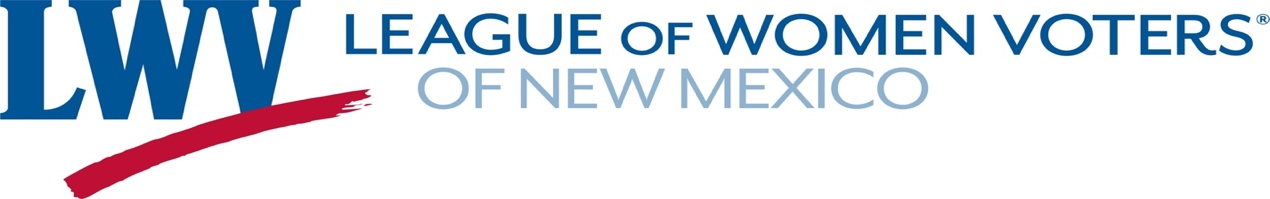 LWV
LEAGUE OF WOMEN VOTERS®
OF NEW MEXICO